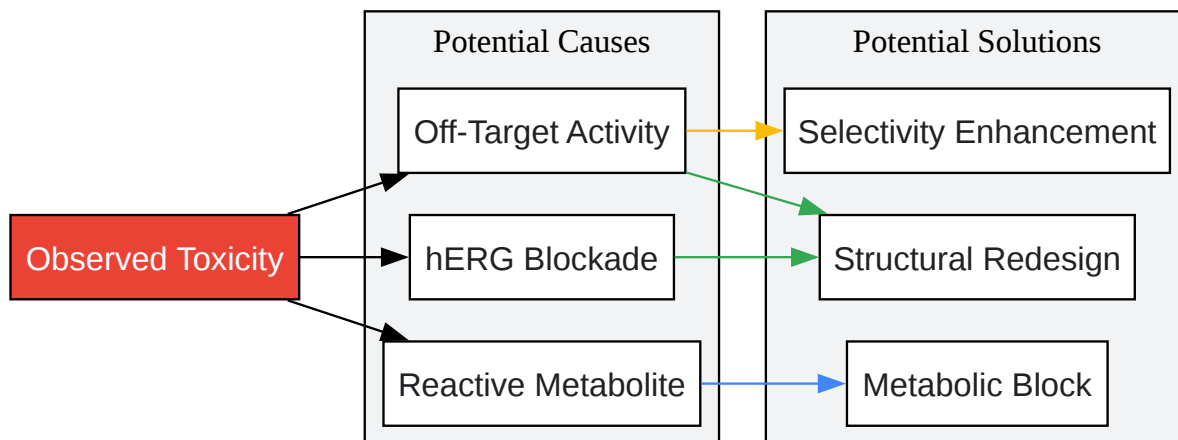 Potential Causes
Potential Solutions
Off-Target Activity
Selectivity Enhancement
Observed Toxicity
hERG Blockade
Structural Redesign
Reactive Metabolite
Metabolic Block